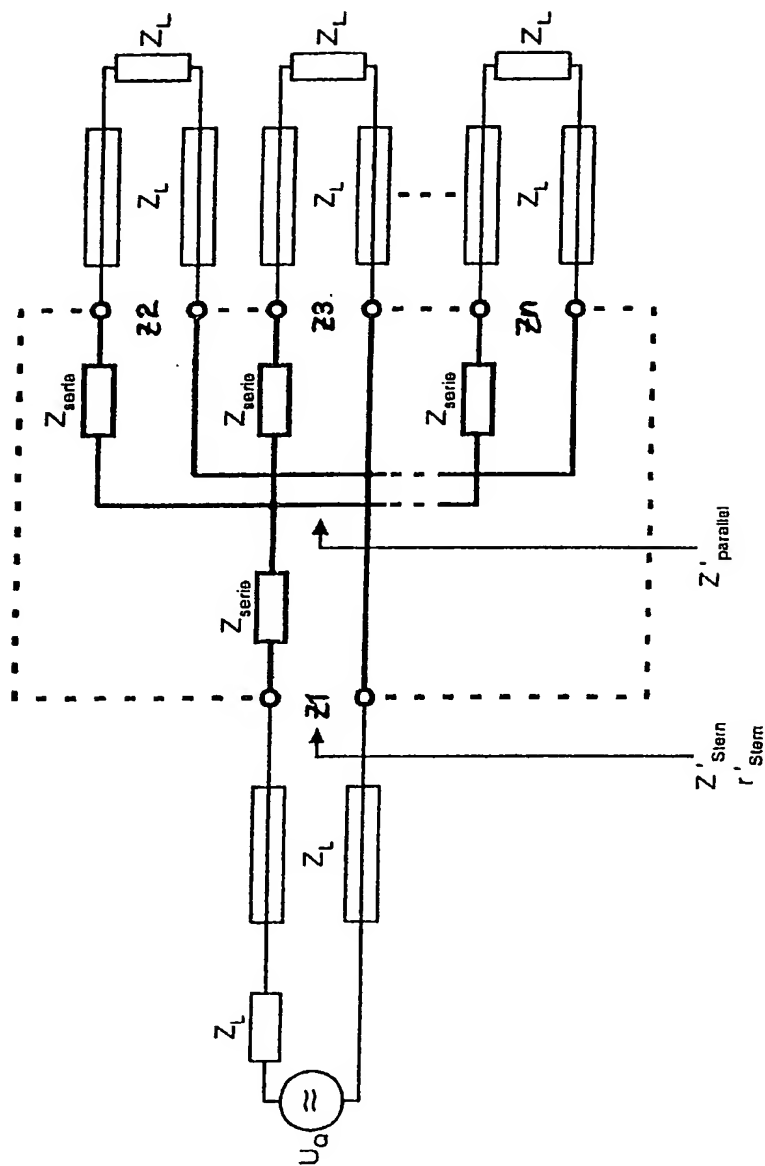 Z_L
Z_L
Z_L
Z_L
Z_L
Z_L
Z2
Z3.
Zn
Z_serie
Z_serie
Z_serie
Z_serie
Z'_parallel
Z1
Z'_Stern
r'_Stern
Z_L
Z_L
U_Q